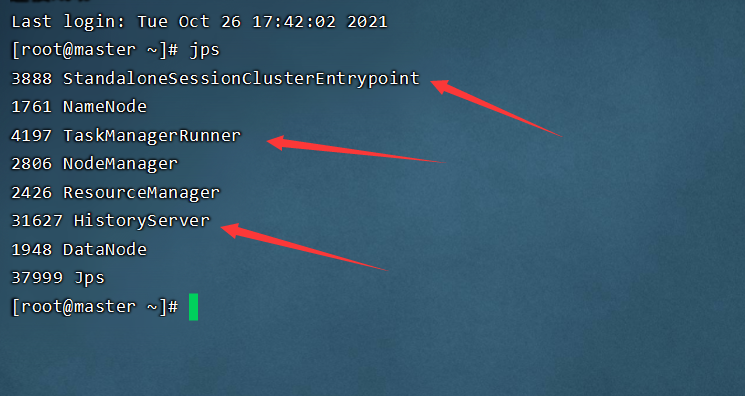 Last login: Tue Oct 26 17:42:02 2021
[root@master ~]# jps
3888 StandaloneSessionClusterEntrypoint
1761 NameNode
4197 TaskManagerRunner
2806 NodeManager
2426 ResourceManager
31627 HistoryServer
1948 DataNode
37999 Jps
[root@master ~]#